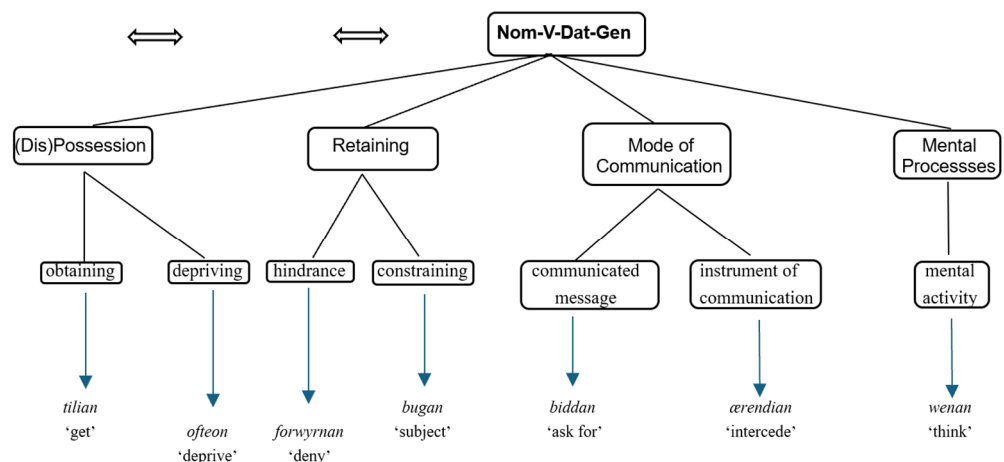 Nom-V-Dat-Gen
(Dis)Possession
Retaining
Mode of
Communication
Mental
Processses
obtaining
depriving
hindrance
constraining
communicated
message
instrument of
communication
mental
activity
tilian
‘get’
ofteon
‘deprive’
forwyrnan
‘deny’
bugan
‘subject’
biddan
‘ask for’
ærendian
‘intercede’
wenan
‘think’